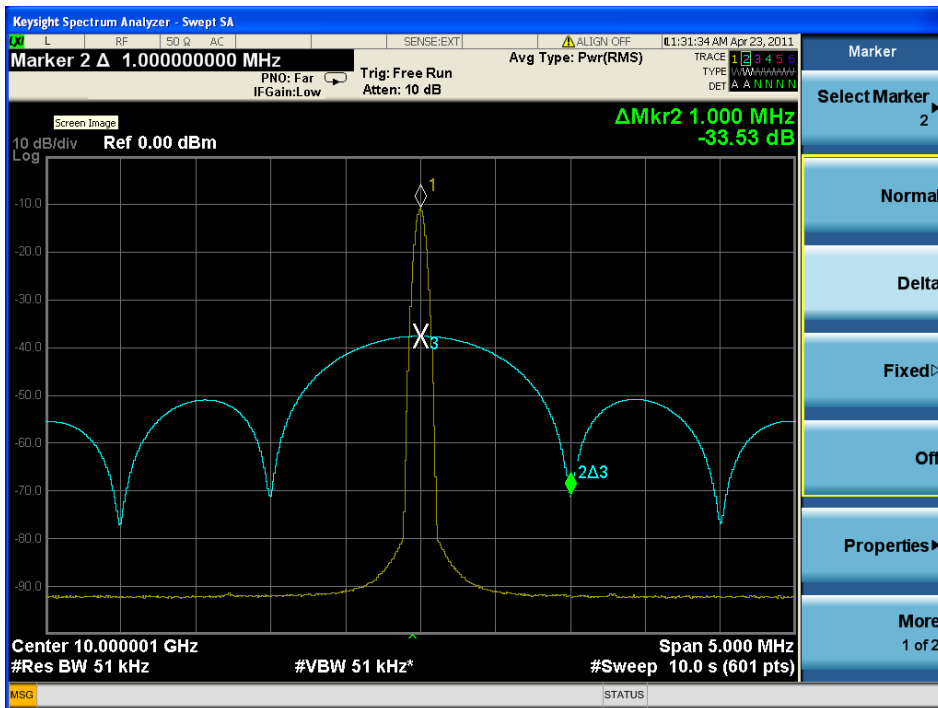 Keysight Spectrum Analyzer - Swept SA
LXI L RF 50 Ω AC SENSE:EXT ALIGN OFF 11:31:34 AM Apr 23, 2011
Marker 2 Δ 1.000000000 MHz
PNO: Far
IFGain:Low
Trig: Free Run
Atten: 10 dB
Avg Type: Pwr(RMS)
TRACE 1 2 3 4 5 6
TYPE
DET A A N N N N
Screen Image
ΔMkr2 1.000 MHz
-33.53 dB
10 dB/div Ref 0.00 dBm
Log
1
-10.0
-20.0
-30.0
-40.0
3
-50.0
-60.0
2Δ3
-70.0
-80.0
-90.0
Center 10.000001 GHz Span 5.000 MHz
#Res BW 51 kHz #VBW 51 kHz* #Sweep 10.0 s (601 pts)
MSG STATUS
Marker
Select Marker
2
Normal
Delta
Fixed
Off
Properties
More
1 of 2